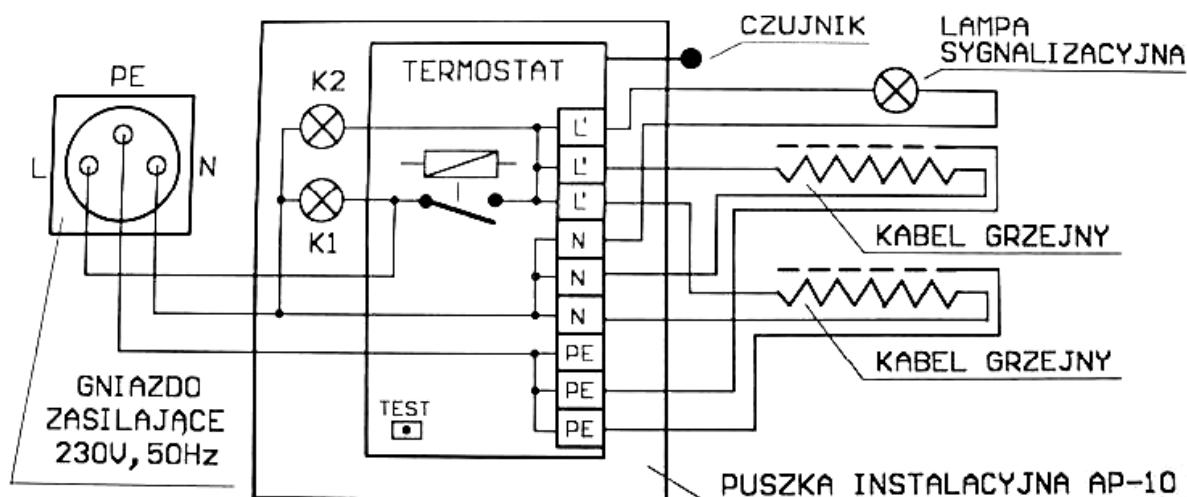 CZUJNIK
LAMPA
SYGNALIZACYJNA
TERMOSTAT
PE
L
N
K2
K1
L'
L'
L'
N
N
N
PE
PE
PE
KABEL GRZEJNY
KABEL GRZEJNY
TEST
GNIAZDO
ZASILAJĄCE
230V, 50Hz
PUSZKA INSTALACYJNA AP-10